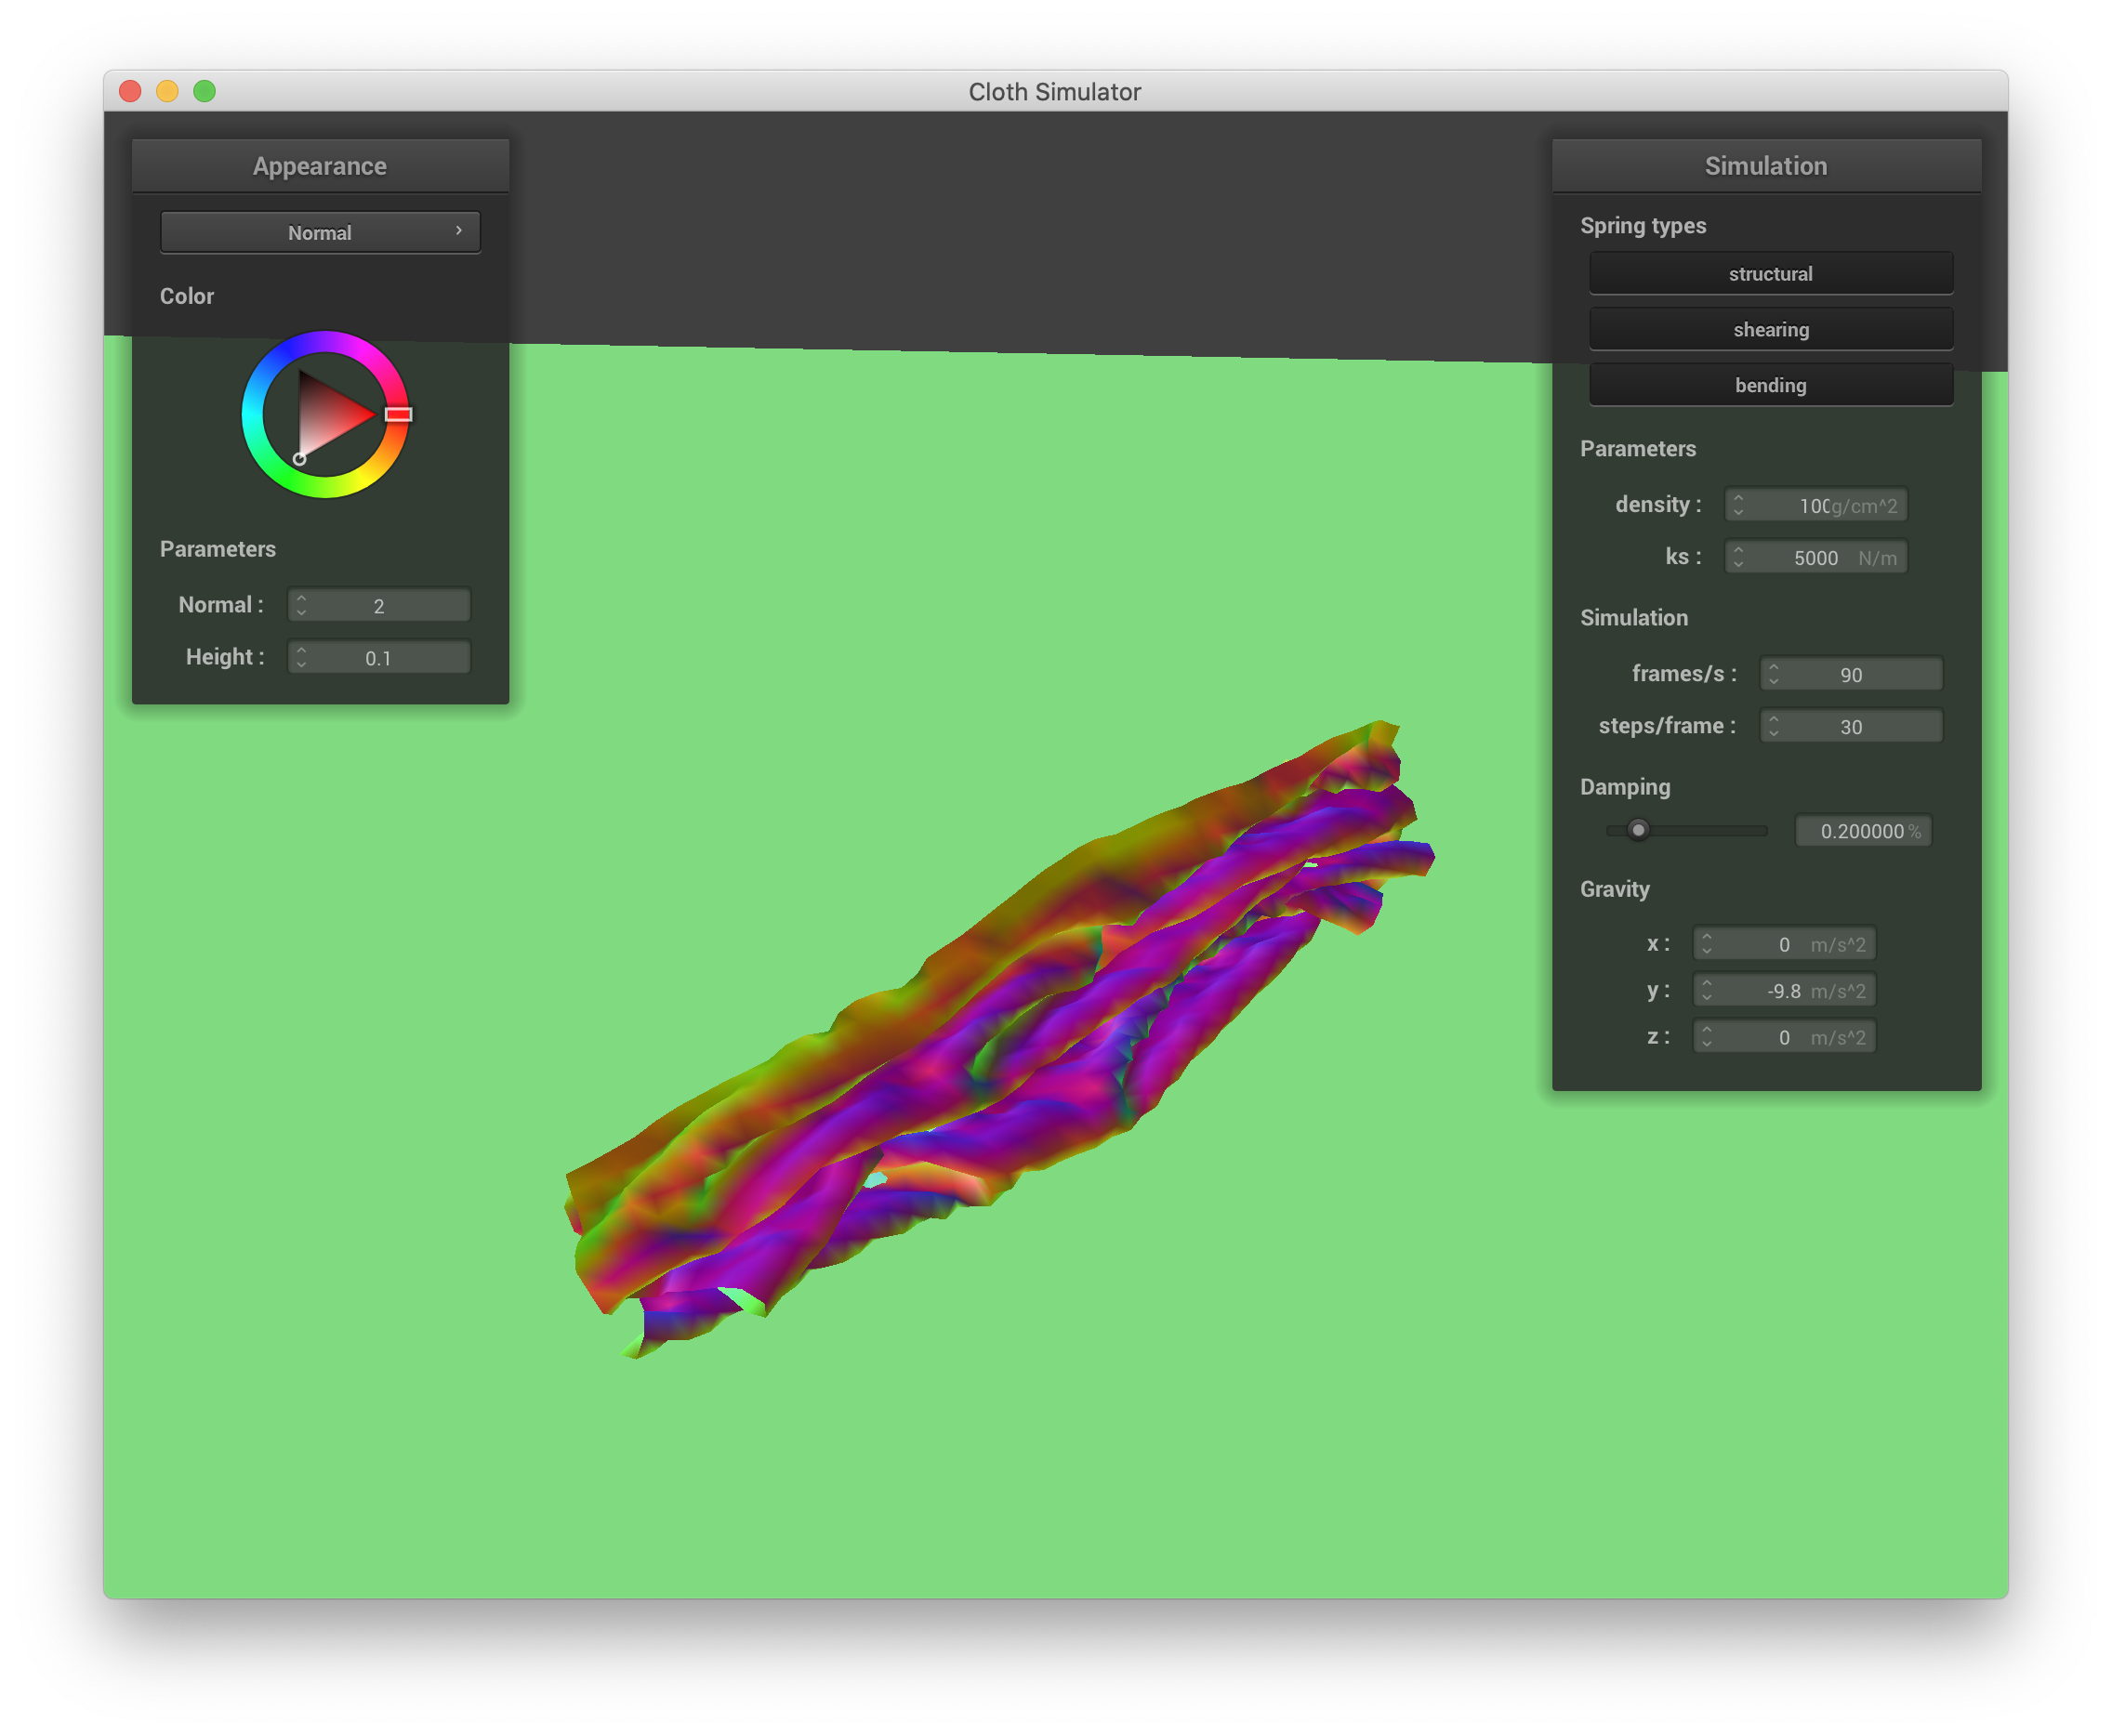 Cloth Simulator
Appearance
Normal
Color
Parameters
Normal : 2
Height : 0.1
Simulation
Spring types
structural
shearing
bending
Parameters
density : 100 g/cm^2
ks : 5000 N/m
Simulation
frames/s : 90
steps/frame : 30
Damping
0.200000 %
Gravity
x : 0 m/s^2
y : -9.8 m/s^2
z : 0 m/s^2